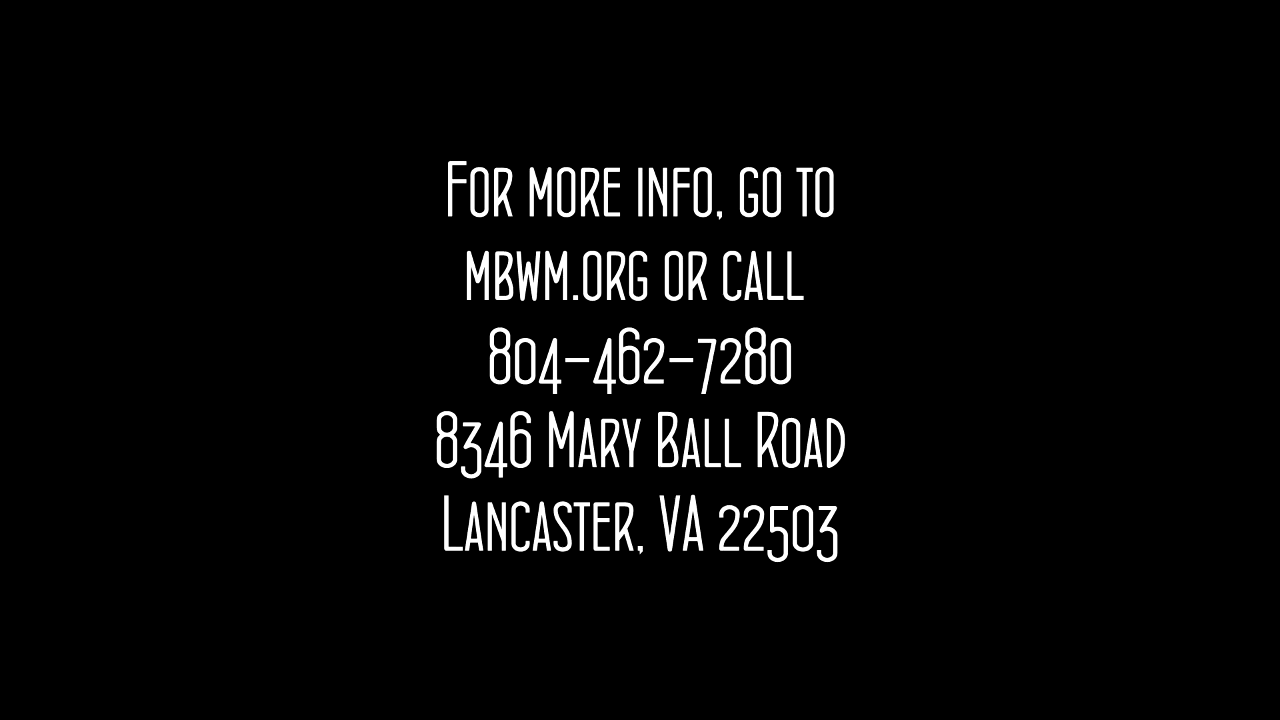 For more info, go to
mbwm.org or call
804-462-7280
8346 Mary Ball Road
Lancaster, VA 22503